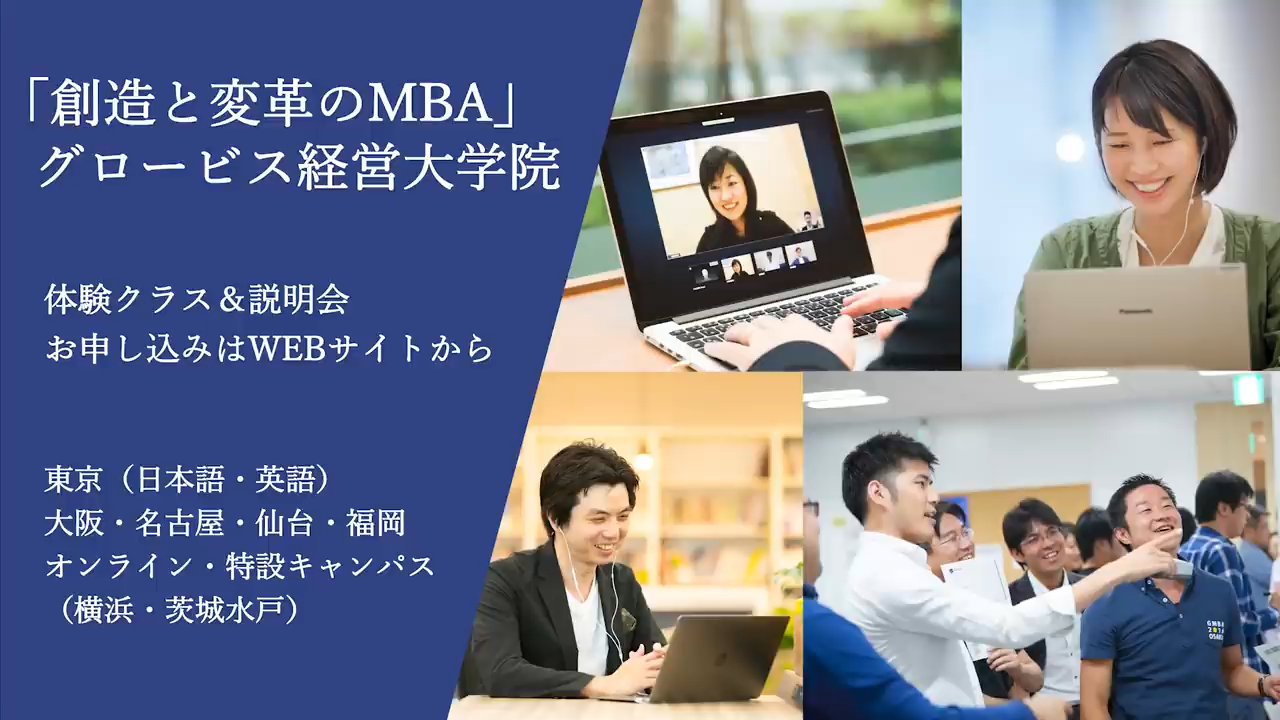 「創造と変革のMBA」
グロービス経営大学院
体験クラス＆説明会
お申し込みはWEBサイトから
東京（日本語・英語）
大阪・名古屋・仙台・福岡
オンライン・特設キャンパス
（横浜・茨城水戸）
Panasonic
GMBA